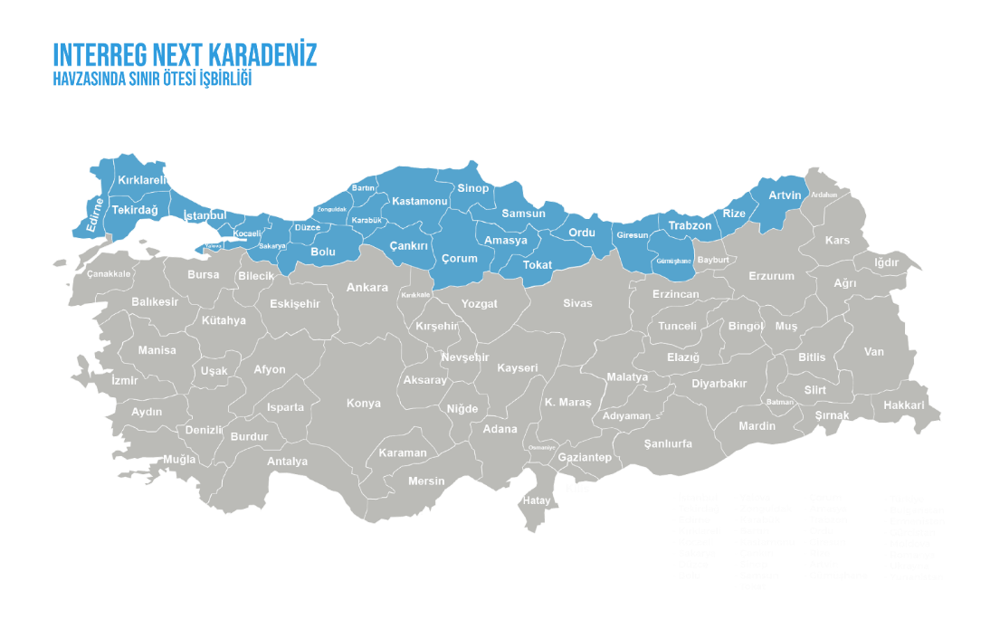 INTERREG NEXT KARADENİZ
HAVZASINDA SINIR ÖTESİ İŞBİRLİĞİ
Kırklareli
Edirne
Tekirdağ
İstanbul
Kocaeli
Yalova
Sakarya
Düzce
Bolu
Zonguldak
Bartın
Karabük
Kastamonu
Çankırı
Sinop
Çorum
Samsun
Amasya
Tokat
Ordu
Giresun
Gümüşhane
Trabzon
Rize
Artvin
Ardahan
Kars
Iğdır
Ağrı
Bayburt
Erzurum
Erzincan
Çanakkale
Bursa
Bilecik
Balıkesir
Kütahya
Eskişehir
Ankara
Kırıkkale
Yozgat
Sivas
Kırşehir
Tunceli
Bingöl
Muş
Manisa
Uşak
Afyon
Nevşehir
Kayseri
Elazığ
Bitlis
Van
İzmir
Aksaray
Malatya
Diyarbakır
Siirt
Batman
Aydın
Isparta
Konya
Niğde
K. Maraş
Adıyaman
Mardin
Şırnak
Hakkari
Denizli
Burdur
Adana
Şanlıurfa
Muğla
Antalya
Karaman
Osmaniye
Gaziantep
Mersin
Hatay